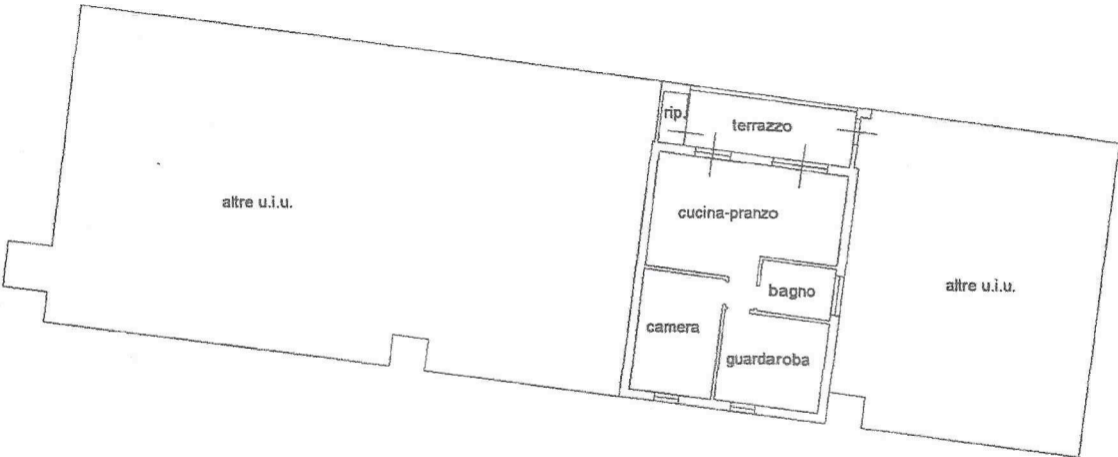 rip.
terrazzo
altre u.i.u.
cucina-pranzo
bagno
altre u.i.u.
camera
guardaroba